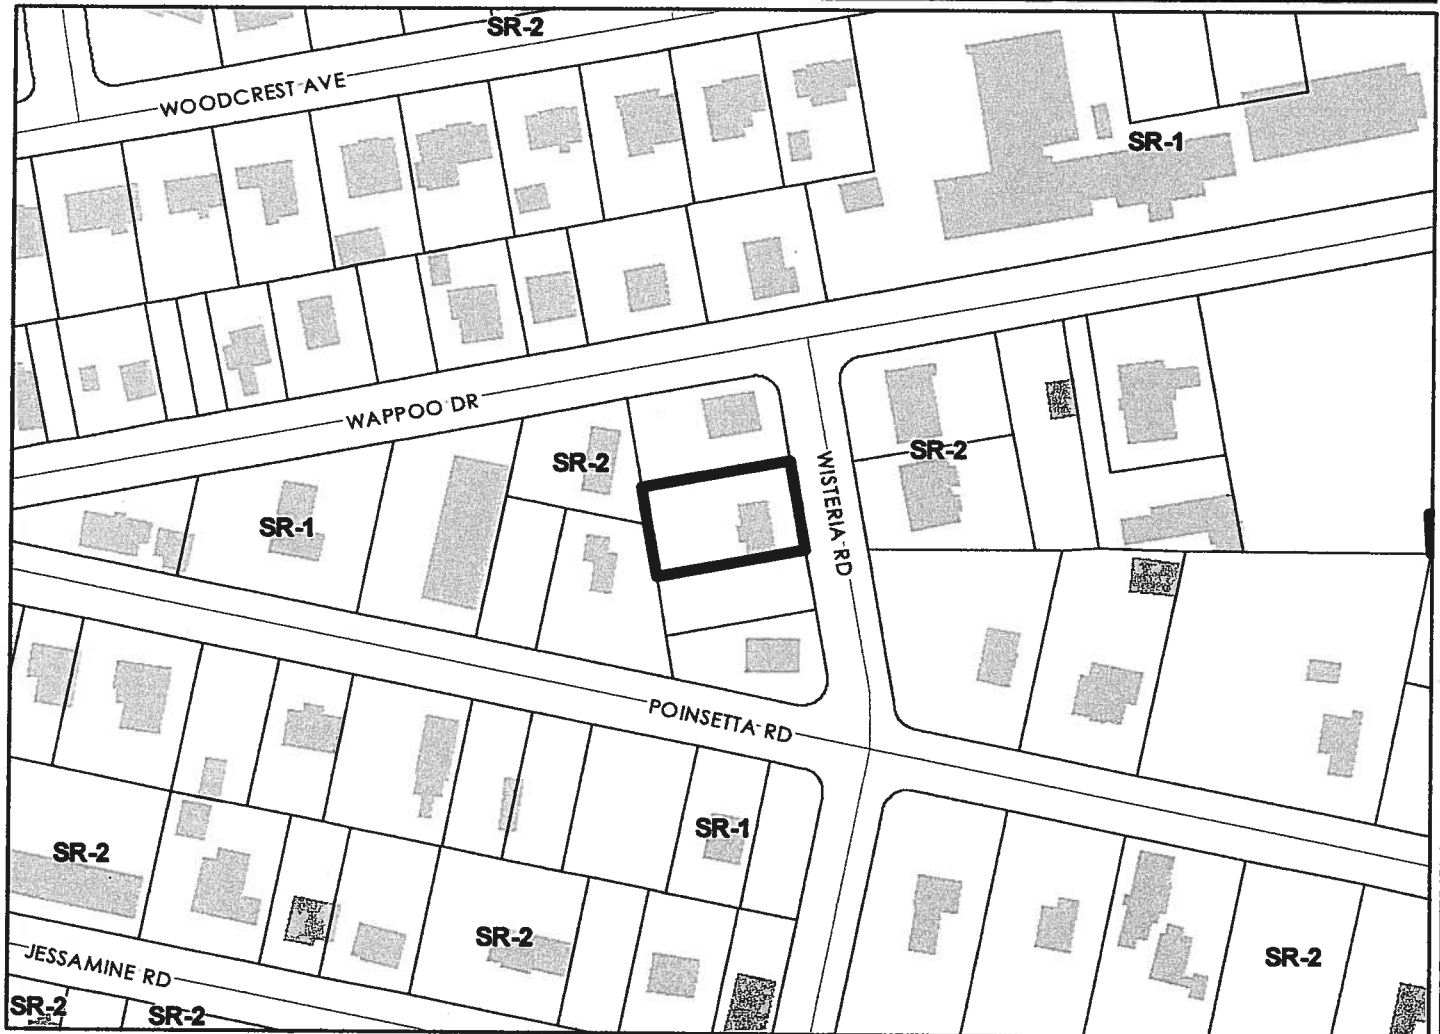 SR-2
WOODCREST AVE
SR-1
WAPPOO DR
SR-2
SR-2
WISTERIA RD
SR-1
POINSETTA RD
SR-1
SR-2
SR-2
SR-2
JESSAMINE RD
SR-2
SR-2